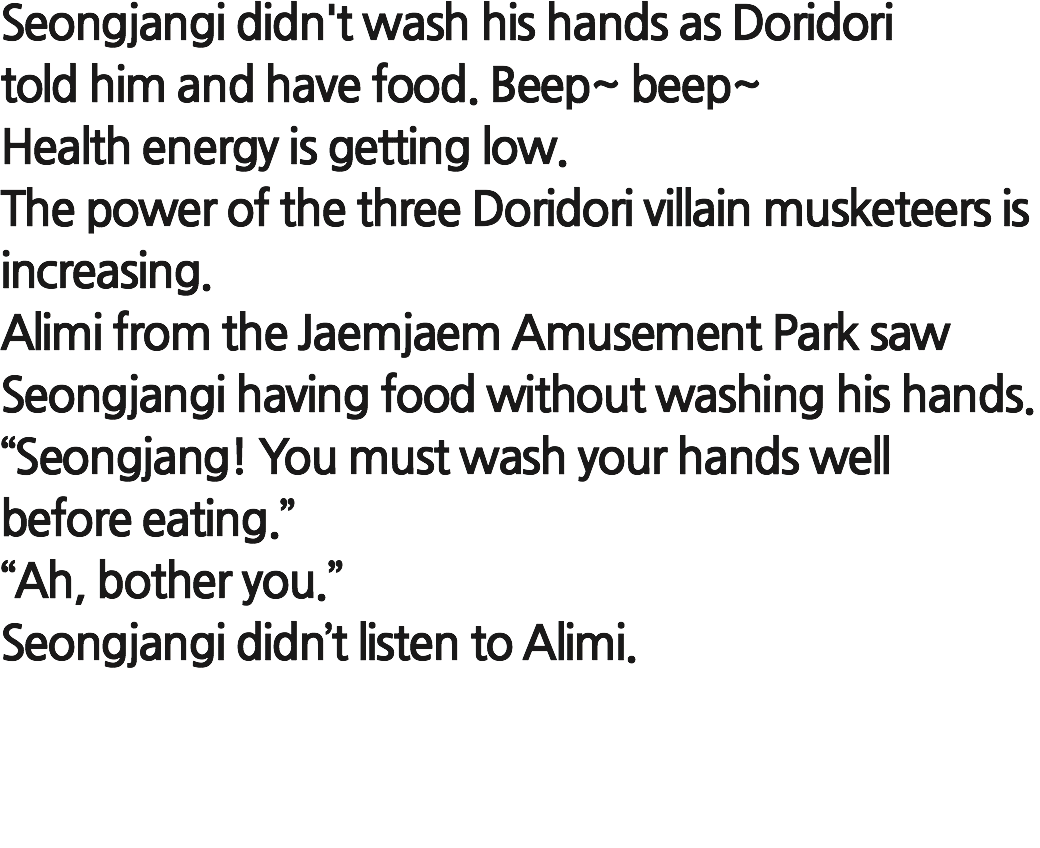 Seongjangi didn't wash his hands as Doridori
told him and have food. Beep~ beep~
Health energy is getting low.
The power of the three Doridori villain musketeers is
increasing.
Alimi from the Jaemjaem Amusement Park saw
Seongjangi having food without washing his hands.
“Seongjang! You must wash your hands well
before eating.”
“Ah, bother you.”
Seongjangi didn’t listen to Alimi.